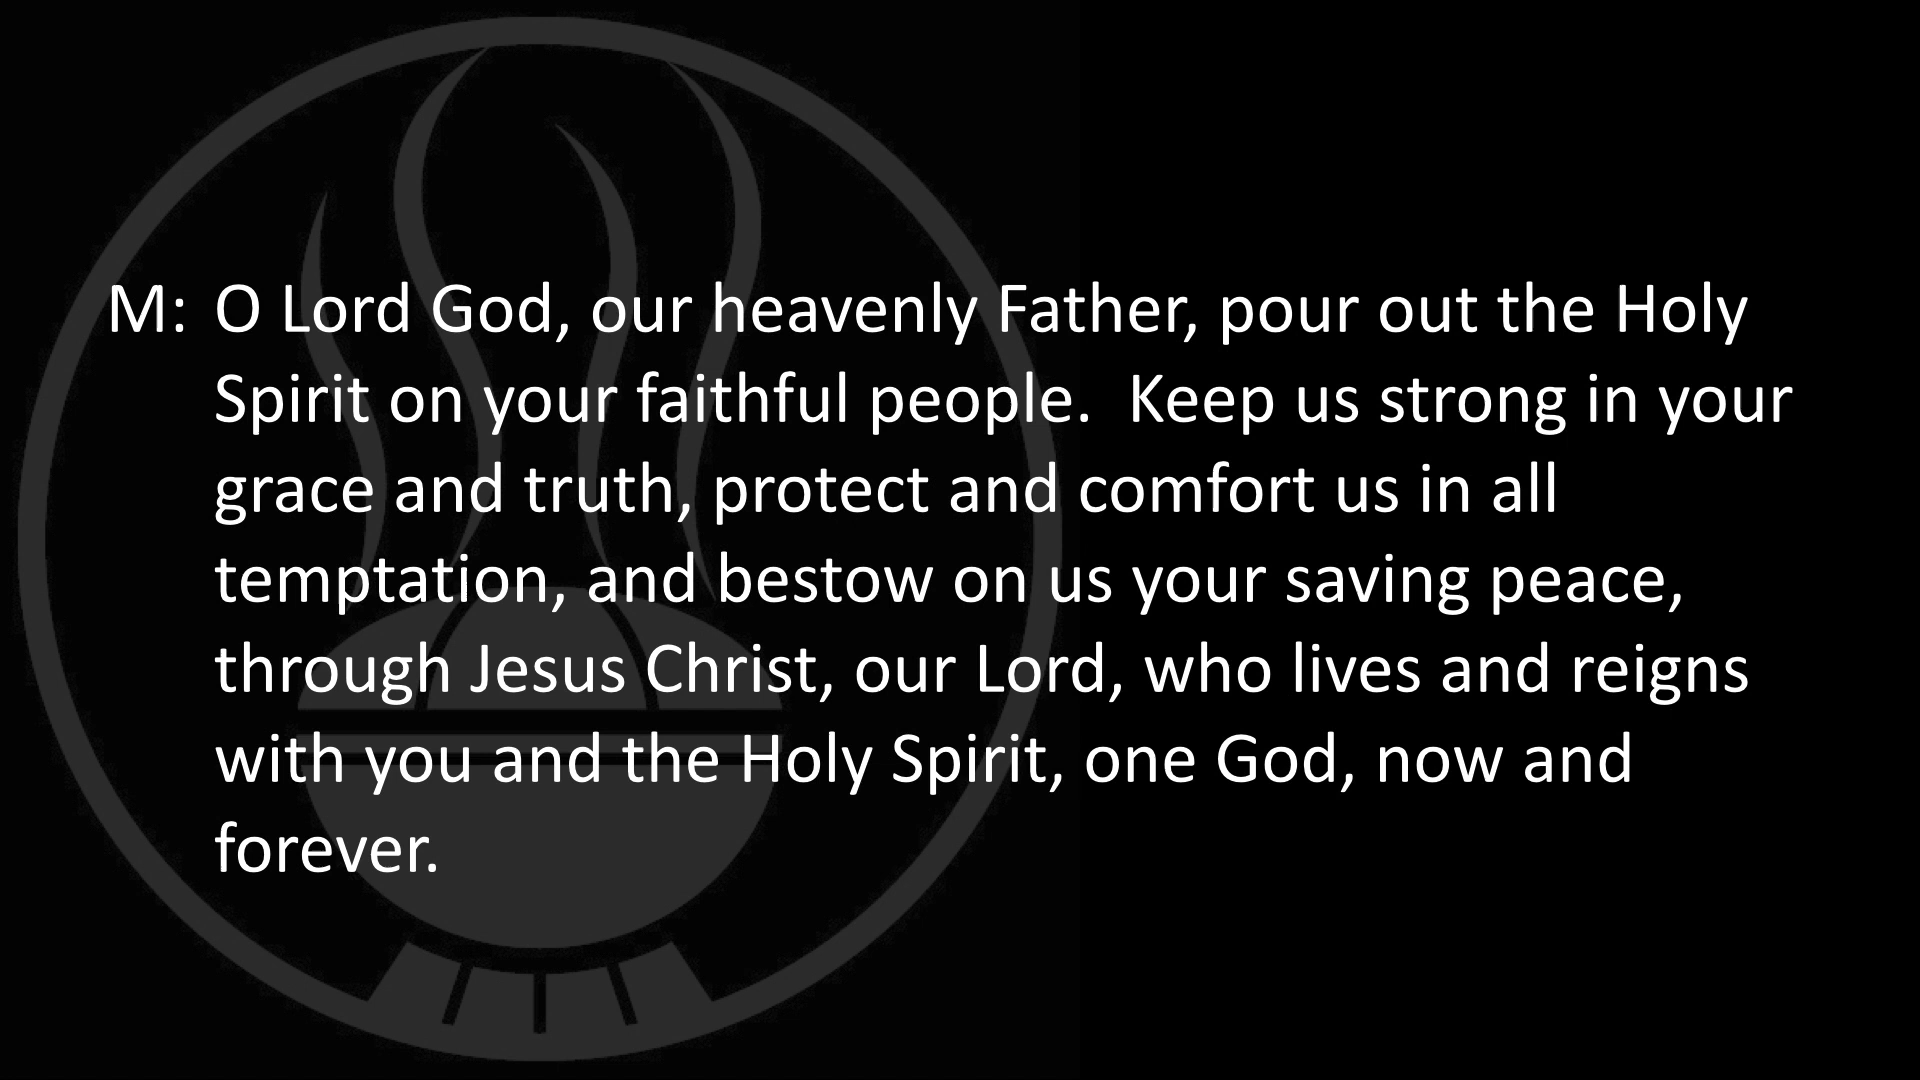 M: O Lord God, our heavenly Father, pour out the Holy
Spirit on your faithful people.  Keep us strong in your
grace and truth, protect and comfort us in all
temptation, and bestow on us your saving peace,
through Jesus Christ, our Lord, who lives and reigns
with you and the Holy Spirit, one God, now and
forever.